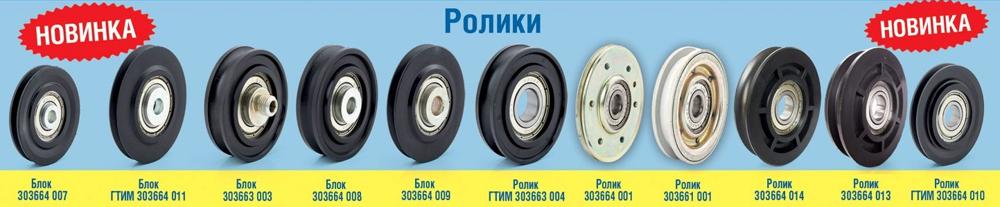 Ролики
НОВИНКА
НОВИНКА
Блок
303664 007
Блок
ГТИМ 303664 011
Блок
303663 003
Блок
303664 008
Блок
303664 009
Ролик
ГТИМ 303663 004
Ролик
303664 001
Ролик
303661 001
Ролик
303664 014
Ролик
303664 013
Ролик
ГТИМ 303664 010